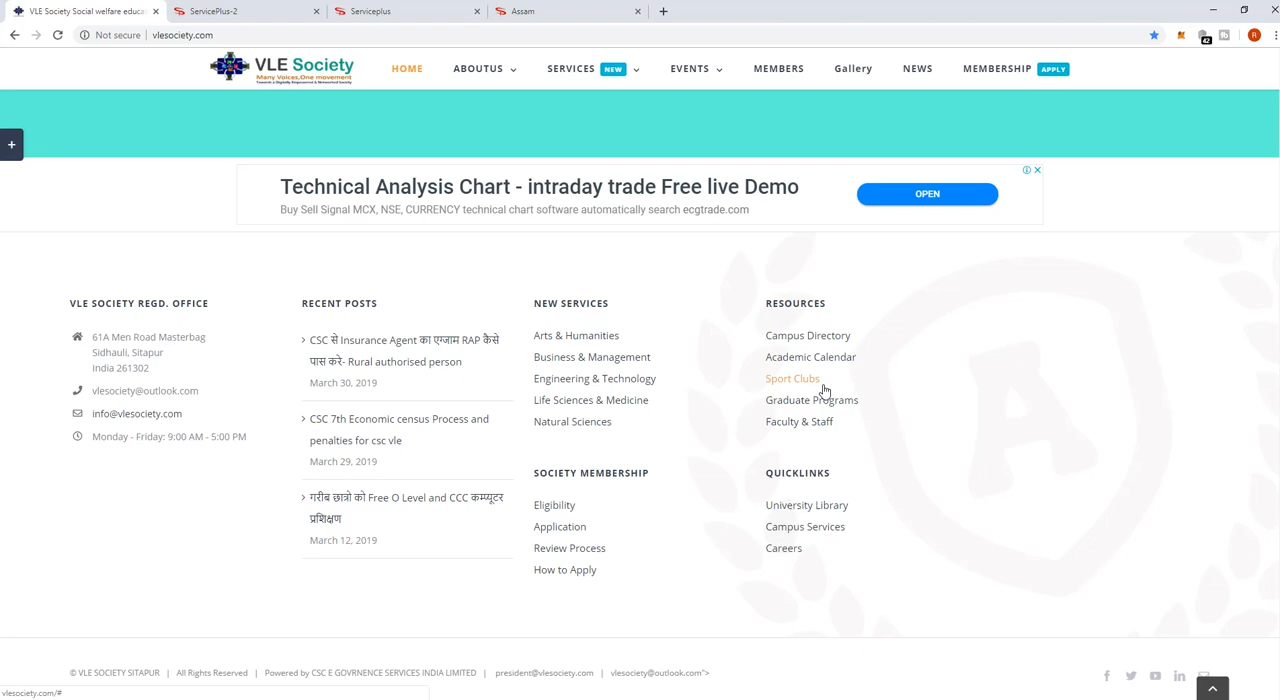 VLE Society Social welfare educa
ServicePlus-2
Serviceplus
Assam
Not secure
vlesociety.com
42
R
VLE Society
Many Voices,One movement
Towards a Digitally Empowerment & Networked Society
HOME
ABOUTUS
SERVICES NEW
EVENTS
MEMBERS
Gallery
NEWS
MEMBERSHIP APPLY
Technical Analysis Chart - intraday trade Free live Demo
Buy Sell Signal MCX, NSE, CURRENCY technical chart software automatically search ecgtrade.com
OPEN
VLE SOCIETY REGD. OFFICE
61A Men Road Masterbag
Sidhauli, Sitapur
India 261302
vlesociety@outlook.com
info@vlesociety.com
Monday - Friday: 9:00 AM - 5:00 PM
RECENT POSTS
CSC से Insurance Agent का एग्जाम RAP कैसे
पास करे- Rural authorised person
March 30, 2019
CSC 7th Economic census Process and
penalties for csc vle
March 29, 2019
गरीब छात्रो को Free O Level and CCC कम्प्यूटर
प्रशिक्षण
March 12, 2019
NEW SERVICES
Arts & Humanities
Business & Management
Engineering & Technology
Life Sciences & Medicine
Natural Sciences
SOCIETY MEMBERSHIP
Eligibility
Application
Review Process
How to Apply
RESOURCES
Campus Directory
Academic Calendar
Sport Clubs
Graduate Programs
Faculty & Staff
QUICKLINKS
University Library
Campus Services
Careers
A
© VLE SOCIETY SITAPUR | All Rights Reserved | Powered by CSC E GOVRNENCE SERVICES INDIA LIMITED | president@vlesociety.com | vlesociety@outlook.com">
vlesociety.com/#